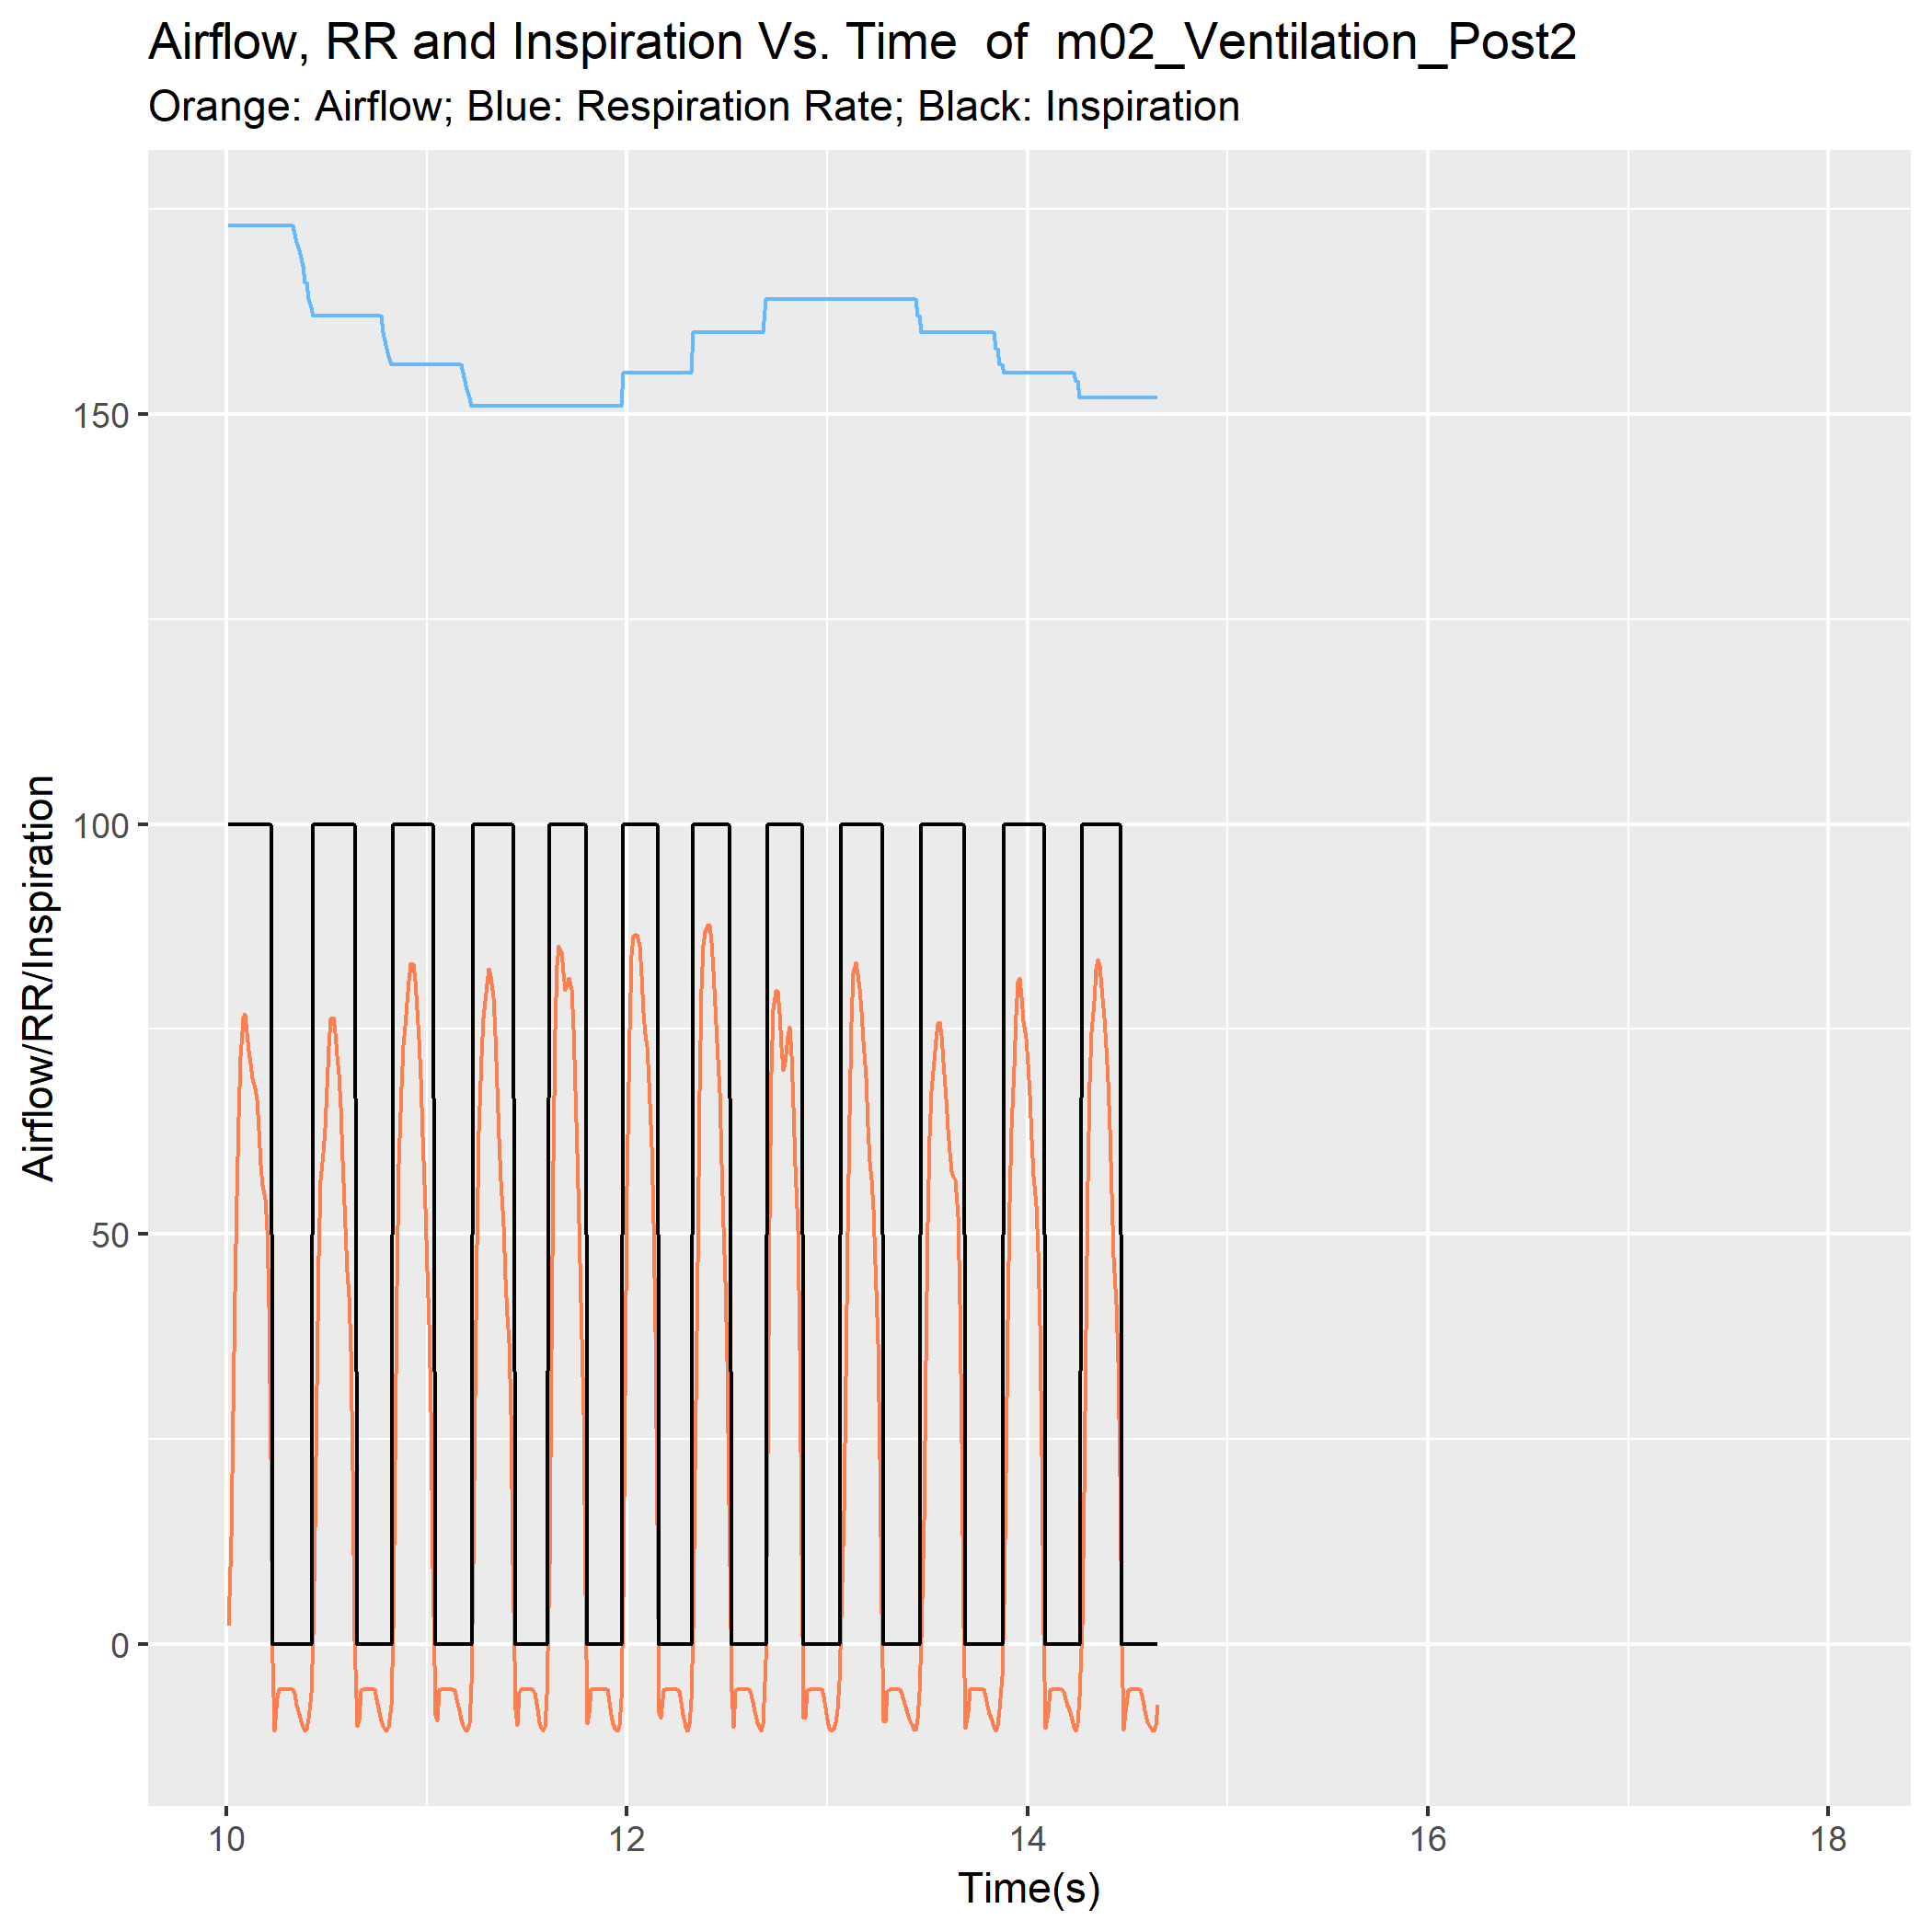 Airflow, RR and Inspiration Vs. Time  of  m02_Ventilation_Post2
Orange: Airflow; Blue: Respiration Rate; Black: Inspiration
Airflow/RR/Inspiration
150
100
50
0
10 12 14 16 18
Time(s)